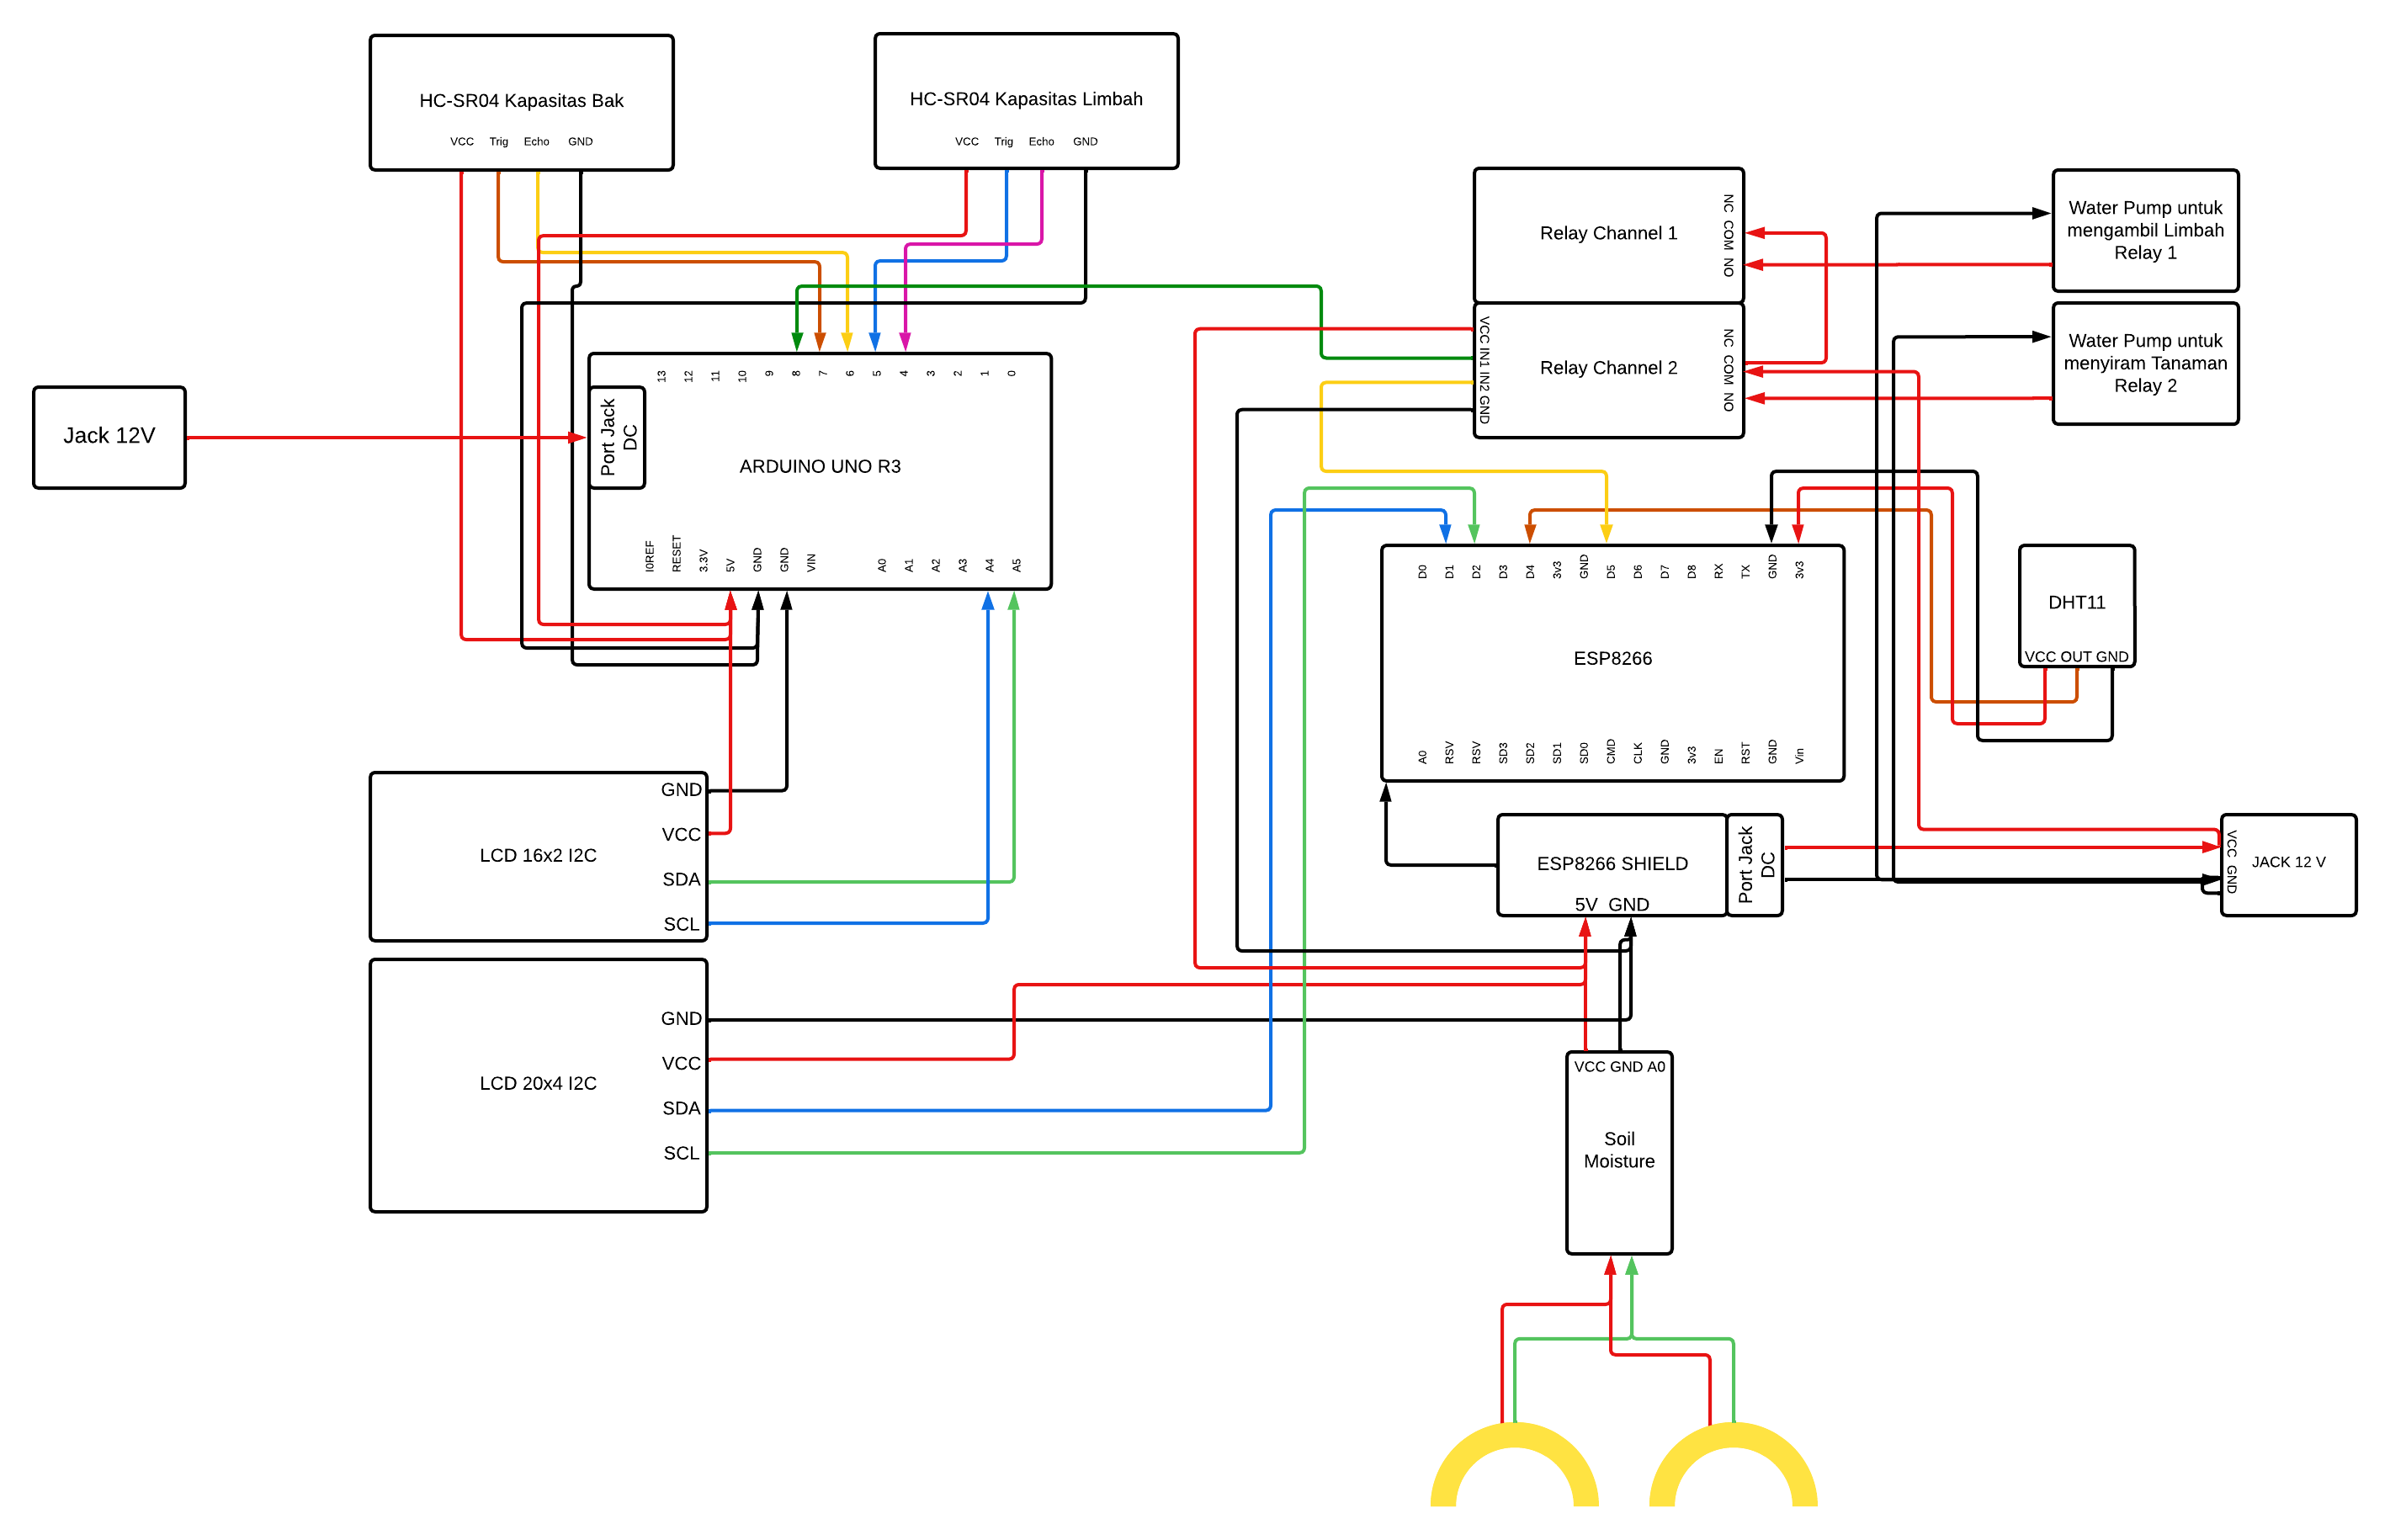 HC-SR04 Kapasitas Bak
VCC Trig Echo GND
HC-SR04 Kapasitas Limbah
VCC Trig Echo GND
Relay Channel 1
NC COM NO
Water Pump untuk
mengambil Limbah
Relay 1
Relay Channel 2
VCC IN1 IN2 GND
NC COM NO
Water Pump untuk
menyiram Tanaman
Relay 2
Jack 12V
Port Jack
DC
13 12 11 10 9 8 7 6 5 4 3 2 1 0
ARDUINO UNO R3
I0REF RESET 3.3V 5V GND GND VIN A0 A1 A2 A3 A4 A5
D0 D1 D2 D3 D4 3v3 GND D5 D6 D7 D8 RX TX GND 3v3
ESP8266
A0 RSV RSV SD3 SD2 SD1 SD0 CMD CLK GND 3v3 EN RST GND Vin
DHT11
VCC OUT GND
LCD 16x2 I2C
GND
VCC
SDA
SCL
ESP8266 SHIELD
5V GND
Port Jack
DC
VCC GND
JACK 12 V
LCD 20x4 I2C
GND
VCC
SDA
SCL
VCC GND A0
Soil
Moisture